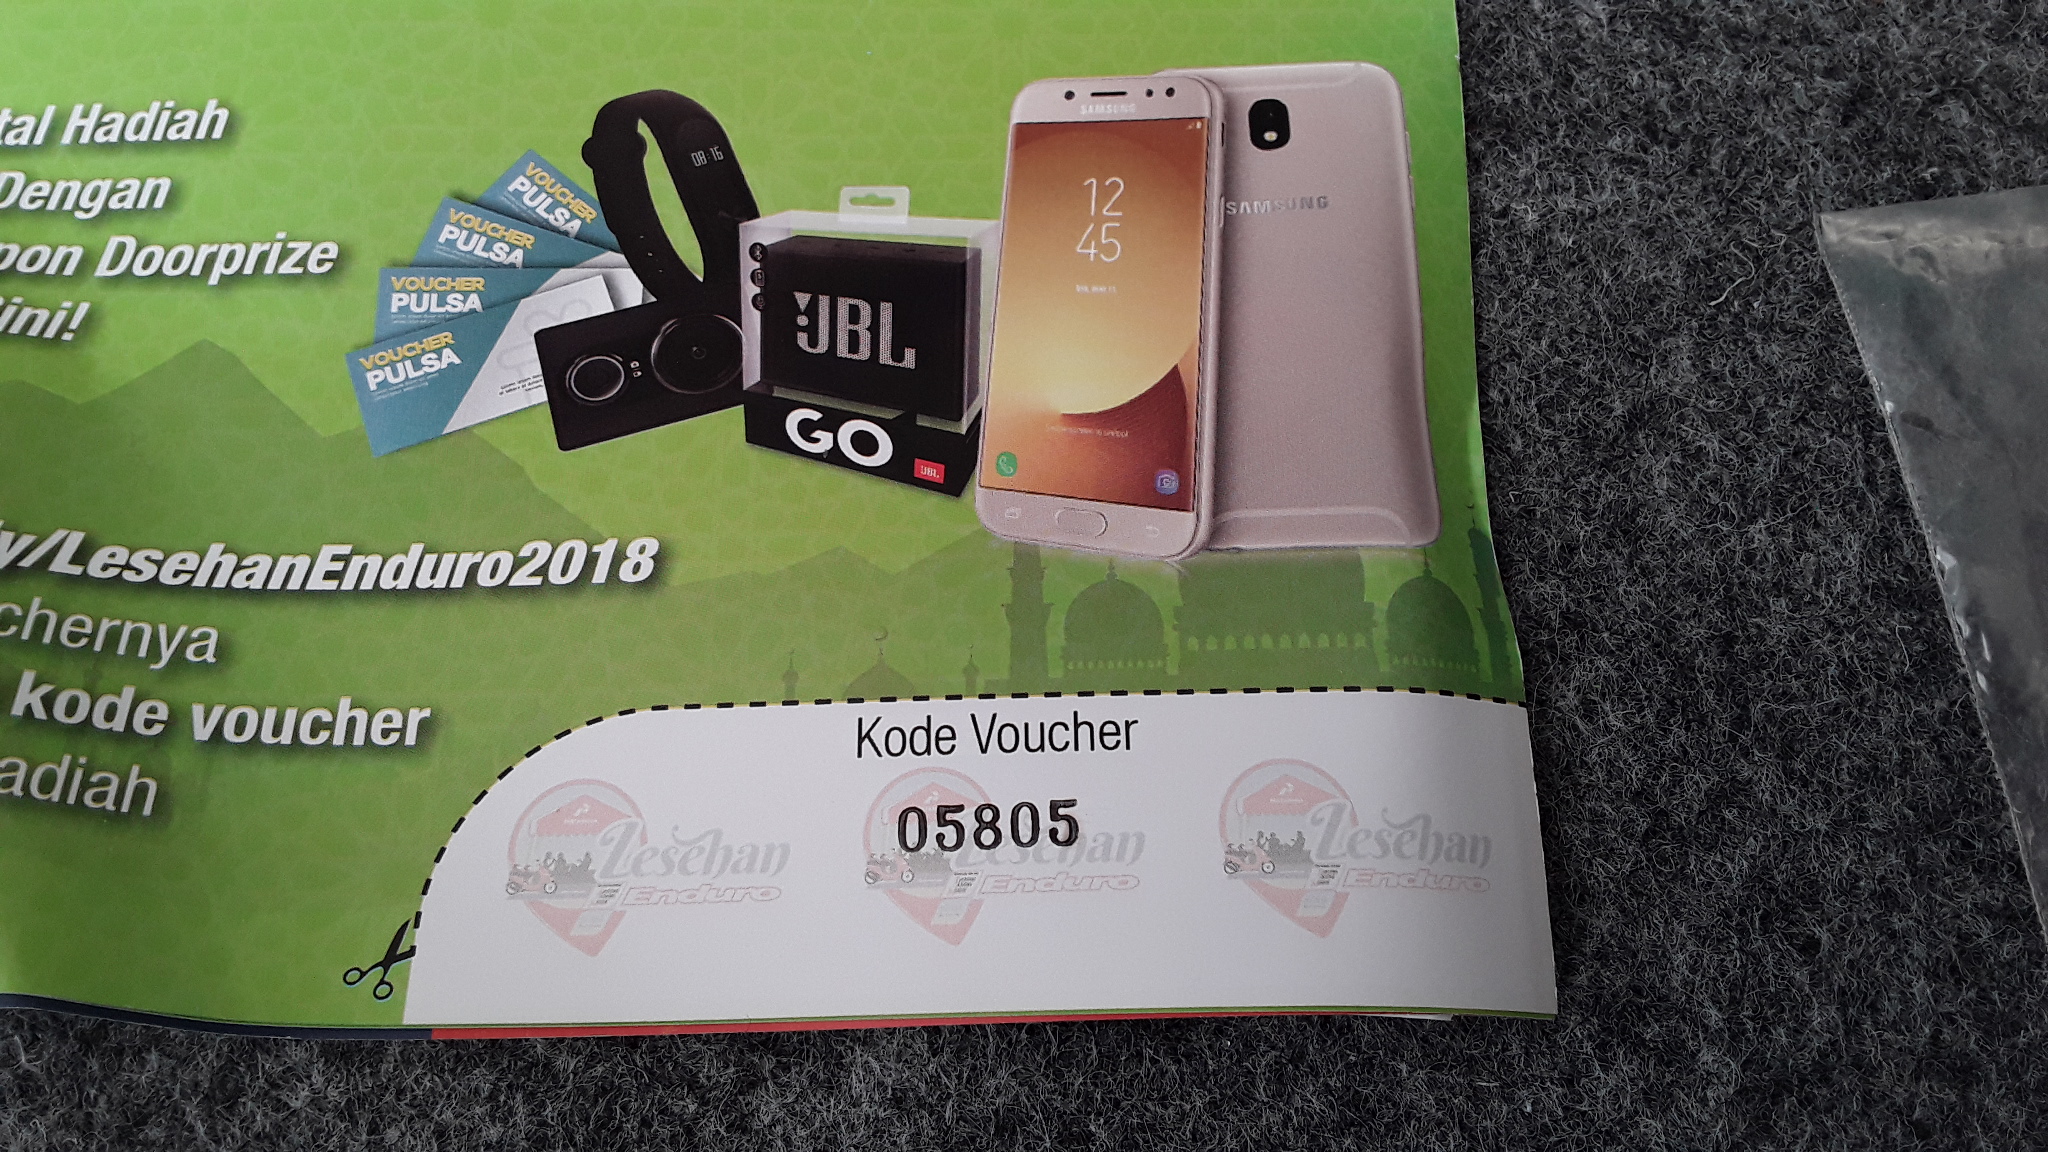 tal Hadiah
Dengan
pon Doorprize
ini!
VOUCHER
PULSA
VOUCHER
PULSA
VOUCHER
PULSA
VOUCHER
PULSA
08:16
JBL
GO
JBL
SAMSUNG
12
45
SAMSUNG
y/LesehanEnduro2018
chernya
kode voucher
adiah
Kode Voucher
05805
Lesehan
Enduro
Lesehan
Enduro
Lesehan
Enduro